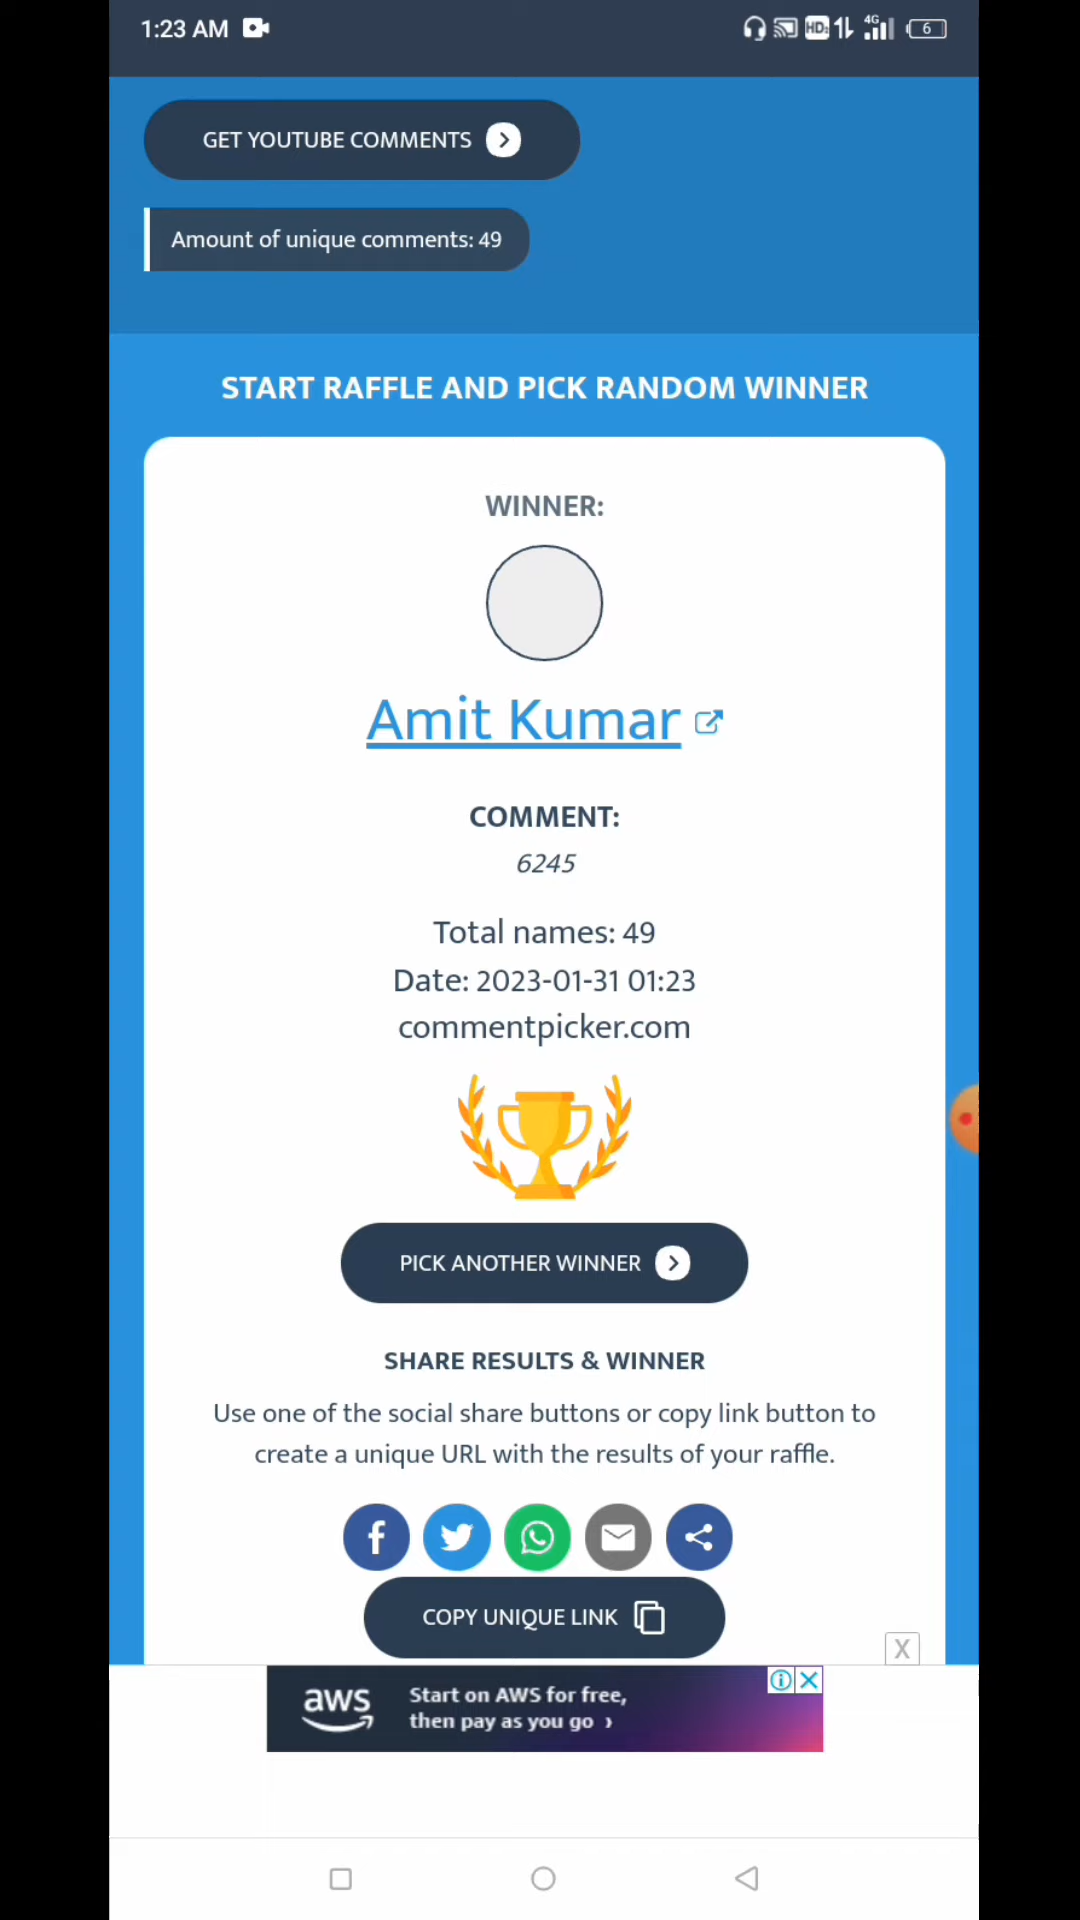 1:23 AM
HD 4G 6
GET YOUTUBE COMMENTS
Amount of unique comments: 49
START RAFFLE AND PICK RANDOM WINNER
WINNER:
Amit Kumar
COMMENT:
6245
Total names: 49
Date: 2023-01-31 01:23
commentpicker.com
PICK ANOTHER WINNER
SHARE RESULTS & WINNER
Use one of the social share buttons or copy link button to
create a unique URL with the results of your raffle.
COPY UNIQUE LINK
X
aws
Start on AWS for free,
then pay as you go ›